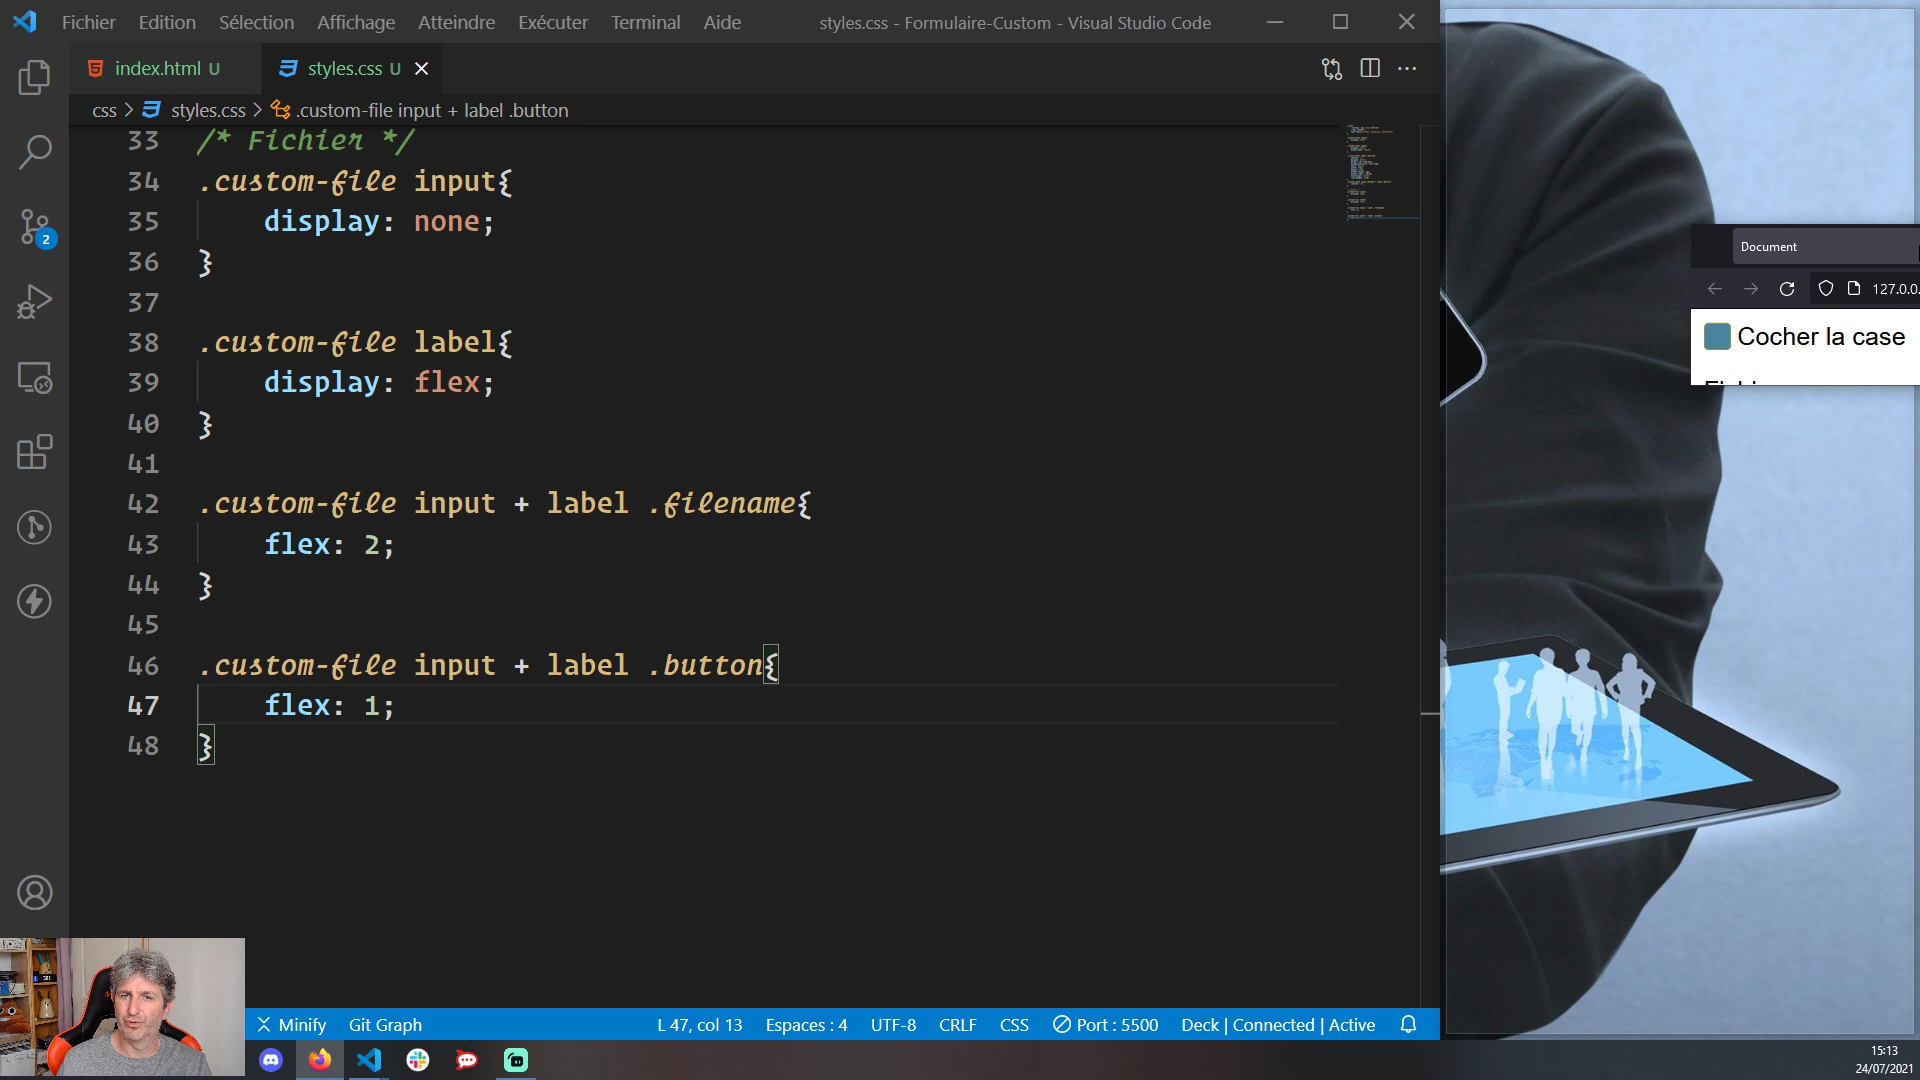 Fichier Edition Sélection Affichage Atteindre Exécuter Terminal Aide
styles.css - Formulaire-Custom - Visual Studio Code
index.html U
styles.css U
css > styles.css > .custom-file input + label .button
33 /* Fichier */
34 .custom-file input{
35 display: none;
36 }
37
38 .custom-file label{
39 display: flex;
40 }
41
42 .custom-file input + label .filename{
43 flex: 2;
44 }
45
46 .custom-file input + label .button{
47 flex: 1;
48 }
2
Document
127.0.0.
Cocher la case
Minify Git Graph L 47, col 13 Espaces : 4 UTF-8 CRLF CSS Port : 5500 Deck | Connected | Active
15:13
24/07/2021